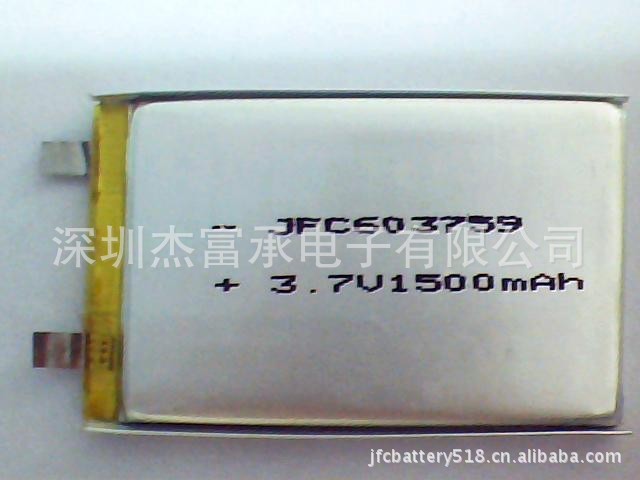 - JFC603759
深圳杰富承电子有限公司
+ 3.7V1500mAh
jfcbattery518.cn.alibaba.com